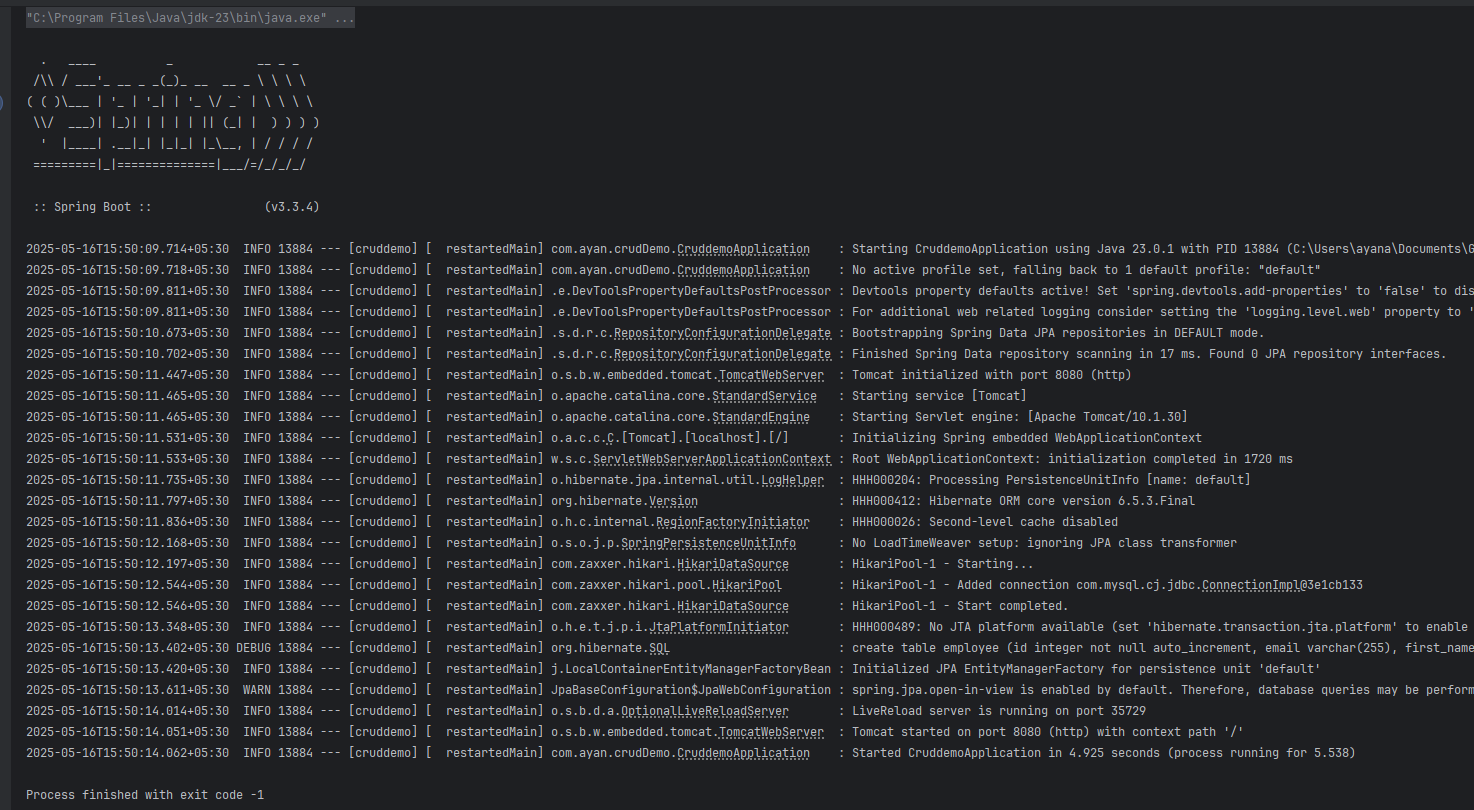 "C:\Program Files\Java\jdk-23\bin\java.exe" ...
  .   ____          _            __ _ _
 /\\ / ___'_ __ _ _(_)_ __  __ _ \ \ \ \
( ( )\___ | '_ | '_| | '_ \/ _` | \ \ \ \
 \\/  ___)| |_)| | | | | || (_| |  ) ) ) )
  '  |____| .__|_| |_|_| |_\__, | / / / /
 =========|_|==============|___/=/_/_/_/
 :: Spring Boot ::                (v3.3.4)
2025-05-16T15:50:09.714+05:30  INFO 13884 --- [cruddemo] [  restartedMain] com.ayan.crudDemo.CruddemoApplication    : Starting CruddemoApplication using Java 23.0.1 with PID 13884 (C:\Users\ayana\Documents\G
2025-05-16T15:50:09.718+05:30  INFO 13884 --- [cruddemo] [  restartedMain] com.ayan.crudDemo.CruddemoApplication    : No active profile set, falling back to 1 default profile: "default"
2025-05-16T15:50:09.811+05:30  INFO 13884 --- [cruddemo] [  restartedMain] .e.DevToolsPropertyDefaultsPostProcessor : Devtools property defaults active! Set 'spring.devtools.add-properties' to 'false' to dis
2025-05-16T15:50:09.811+05:30  INFO 13884 --- [cruddemo] [  restartedMain] .e.DevToolsPropertyDefaultsPostProcessor : For additional web related logging consider setting the 'logging.level.web' property to '
2025-05-16T15:50:10.673+05:30  INFO 13884 --- [cruddemo] [  restartedMain] .s.d.r.c.RepositoryConfigurationDelegate : Bootstrapping Spring Data JPA repositories in DEFAULT mode.
2025-05-16T15:50:10.702+05:30  INFO 13884 --- [cruddemo] [  restartedMain] .s.d.r.c.RepositoryConfigurationDelegate : Finished Spring Data repository scanning in 17 ms. Found 0 JPA repository interfaces.
2025-05-16T15:50:11.447+05:30  INFO 13884 --- [cruddemo] [  restartedMain] o.s.b.w.embedded.tomcat.TomcatWebServer  : Tomcat initialized with port 8080 (http)
2025-05-16T15:50:11.465+05:30  INFO 13884 --- [cruddemo] [  restartedMain] o.apache.catalina.core.StandardService   : Starting service [Tomcat]
2025-05-16T15:50:11.465+05:30  INFO 13884 --- [cruddemo] [  restartedMain] o.apache.catalina.core.StandardEngine    : Starting Servlet engine: [Apache Tomcat/10.1.30]
2025-05-16T15:50:11.531+05:30  INFO 13884 --- [cruddemo] [  restartedMain] o.a.c.c.C.[Tomcat].[localhost].[/]       : Initializing Spring embedded WebApplicationContext
2025-05-16T15:50:11.533+05:30  INFO 13884 --- [cruddemo] [  restartedMain] w.s.c.ServletWebServerApplicationContext : Root WebApplicationContext: initialization completed in 1720 ms
2025-05-16T15:50:11.735+05:30  INFO 13884 --- [cruddemo] [  restartedMain] o.hibernate.jpa.internal.util.LogHelper  : HHH000204: Processing PersistenceUnitInfo [name: default]
2025-05-16T15:50:11.797+05:30  INFO 13884 --- [cruddemo] [  restartedMain] org.hibernate.Version                    : HHH000412: Hibernate ORM core version 6.5.3.Final
2025-05-16T15:50:11.836+05:30  INFO 13884 --- [cruddemo] [  restartedMain] o.h.c.internal.RegionFactoryInitiator    : HHH000026: Second-level cache disabled
2025-05-16T15:50:12.168+05:30  INFO 13884 --- [cruddemo] [  restartedMain] o.s.o.j.p.SpringPersistenceUnitInfo      : No LoadTimeWeaver setup: ignoring JPA class transformer
2025-05-16T15:50:12.197+05:30  INFO 13884 --- [cruddemo] [  restartedMain] com.zaxxer.hikari.HikariDataSource       : HikariPool-1 - Starting...
2025-05-16T15:50:12.544+05:30  INFO 13884 --- [cruddemo] [  restartedMain] com.zaxxer.hikari.pool.HikariPool        : HikariPool-1 - Added connection com.mysql.cj.jdbc.ConnectionImpl@3e1cb133
2025-05-16T15:50:12.546+05:30  INFO 13884 --- [cruddemo] [  restartedMain] com.zaxxer.hikari.HikariDataSource       : HikariPool-1 - Start completed.
2025-05-16T15:50:13.348+05:30  INFO 13884 --- [cruddemo] [  restartedMain] o.h.e.t.j.p.i.JtaPlatformInitiator       : HHH000489: No JTA platform available (set 'hibernate.transaction.jta.platform' to enable
2025-05-16T15:50:13.402+05:30 DEBUG 13884 --- [cruddemo] [  restartedMain] org.hibernate.SQL                        : create table employee (id integer not null auto_increment, email varchar(255), first_name
2025-05-16T15:50:13.420+05:30  INFO 13884 --- [cruddemo] [  restartedMain] j.LocalContainerEntityManagerFactoryBean : Initialized JPA EntityManagerFactory for persistence unit 'default'
2025-05-16T15:50:13.611+05:30  WARN 13884 --- [cruddemo] [  restartedMain] JpaBaseConfiguration$JpaWebConfiguration : spring.jpa.open-in-view is enabled by default. Therefore, database queries may be perform
2025-05-16T15:50:14.014+05:30  INFO 13884 --- [cruddemo] [  restartedMain] o.s.b.d.a.OptionalLiveReloadServer       : LiveReload server is running on port 35729
2025-05-16T15:50:14.051+05:30  INFO 13884 --- [cruddemo] [  restartedMain] o.s.b.w.embedded.tomcat.TomcatWebServer  : Tomcat started on port 8080 (http) with context path '/'
2025-05-16T15:50:14.062+05:30  INFO 13884 --- [cruddemo] [  restartedMain] com.ayan.crudDemo.CruddemoApplication    : Started CruddemoApplication in 4.925 seconds (process running for 5.538)
Process finished with exit code -1